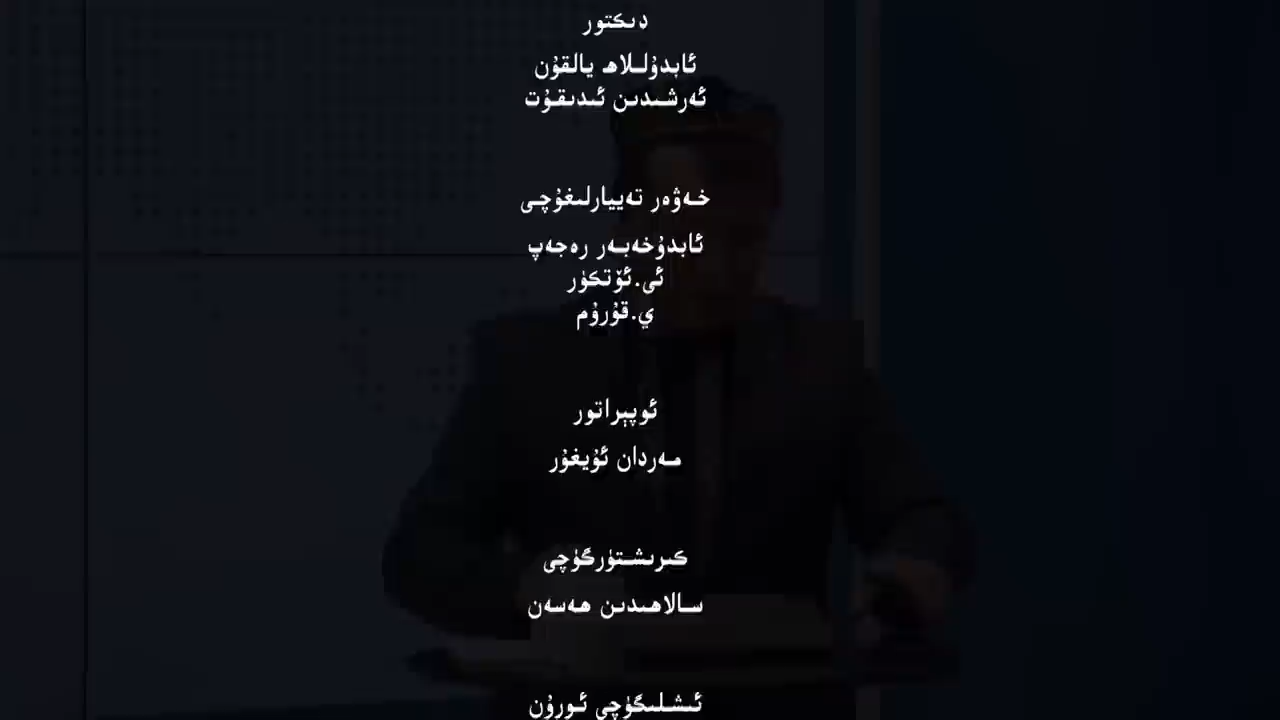 دىكتور
ئابدۇللاھ يالقۇن
ئەرشىدىن ئىدىقۇت
خەۋەر تەييارلىغۇچى
ئابدۇخەبەر رەجەپ
ئى.ئۆتكۈر
ي.قۇرۇم
ئوپېراتور
مەردان ئۇيغۇر
كىرىشتۈرگۈچى
سالاھىدىن ھەسەن
ئىشلىگۈچى ئورۇن